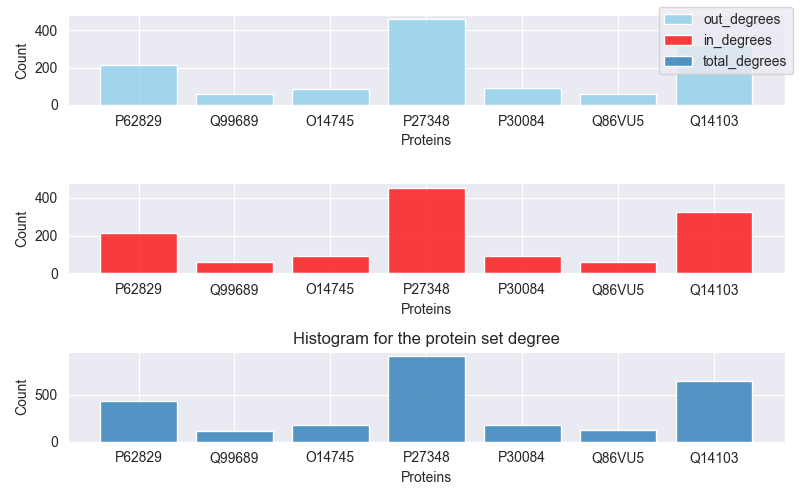 out_degrees
in_degrees
total_degrees
400
200
0
Count
P62829 Q99689 O14745 P27348 P30084 Q86VU5 Q14103
Proteins
400
200
0
Count
P62829 Q99689 O14745 P27348 P30084 Q86VU5 Q14103
Proteins
Histogram for the protein set degree
500
0
Count
P62829 Q99689 O14745 P27348 P30084 Q86VU5 Q14103
Proteins